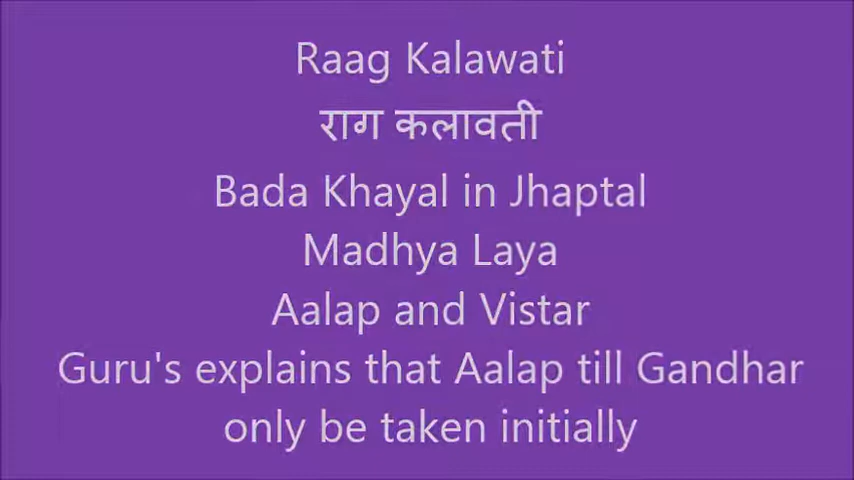 Raag Kalawati
राग कलावती
Bada Khayal in Jhaptal
Madhya Laya
Aalap and Vistar
Guru's explains that Aalap till Gandhar
only be taken initially